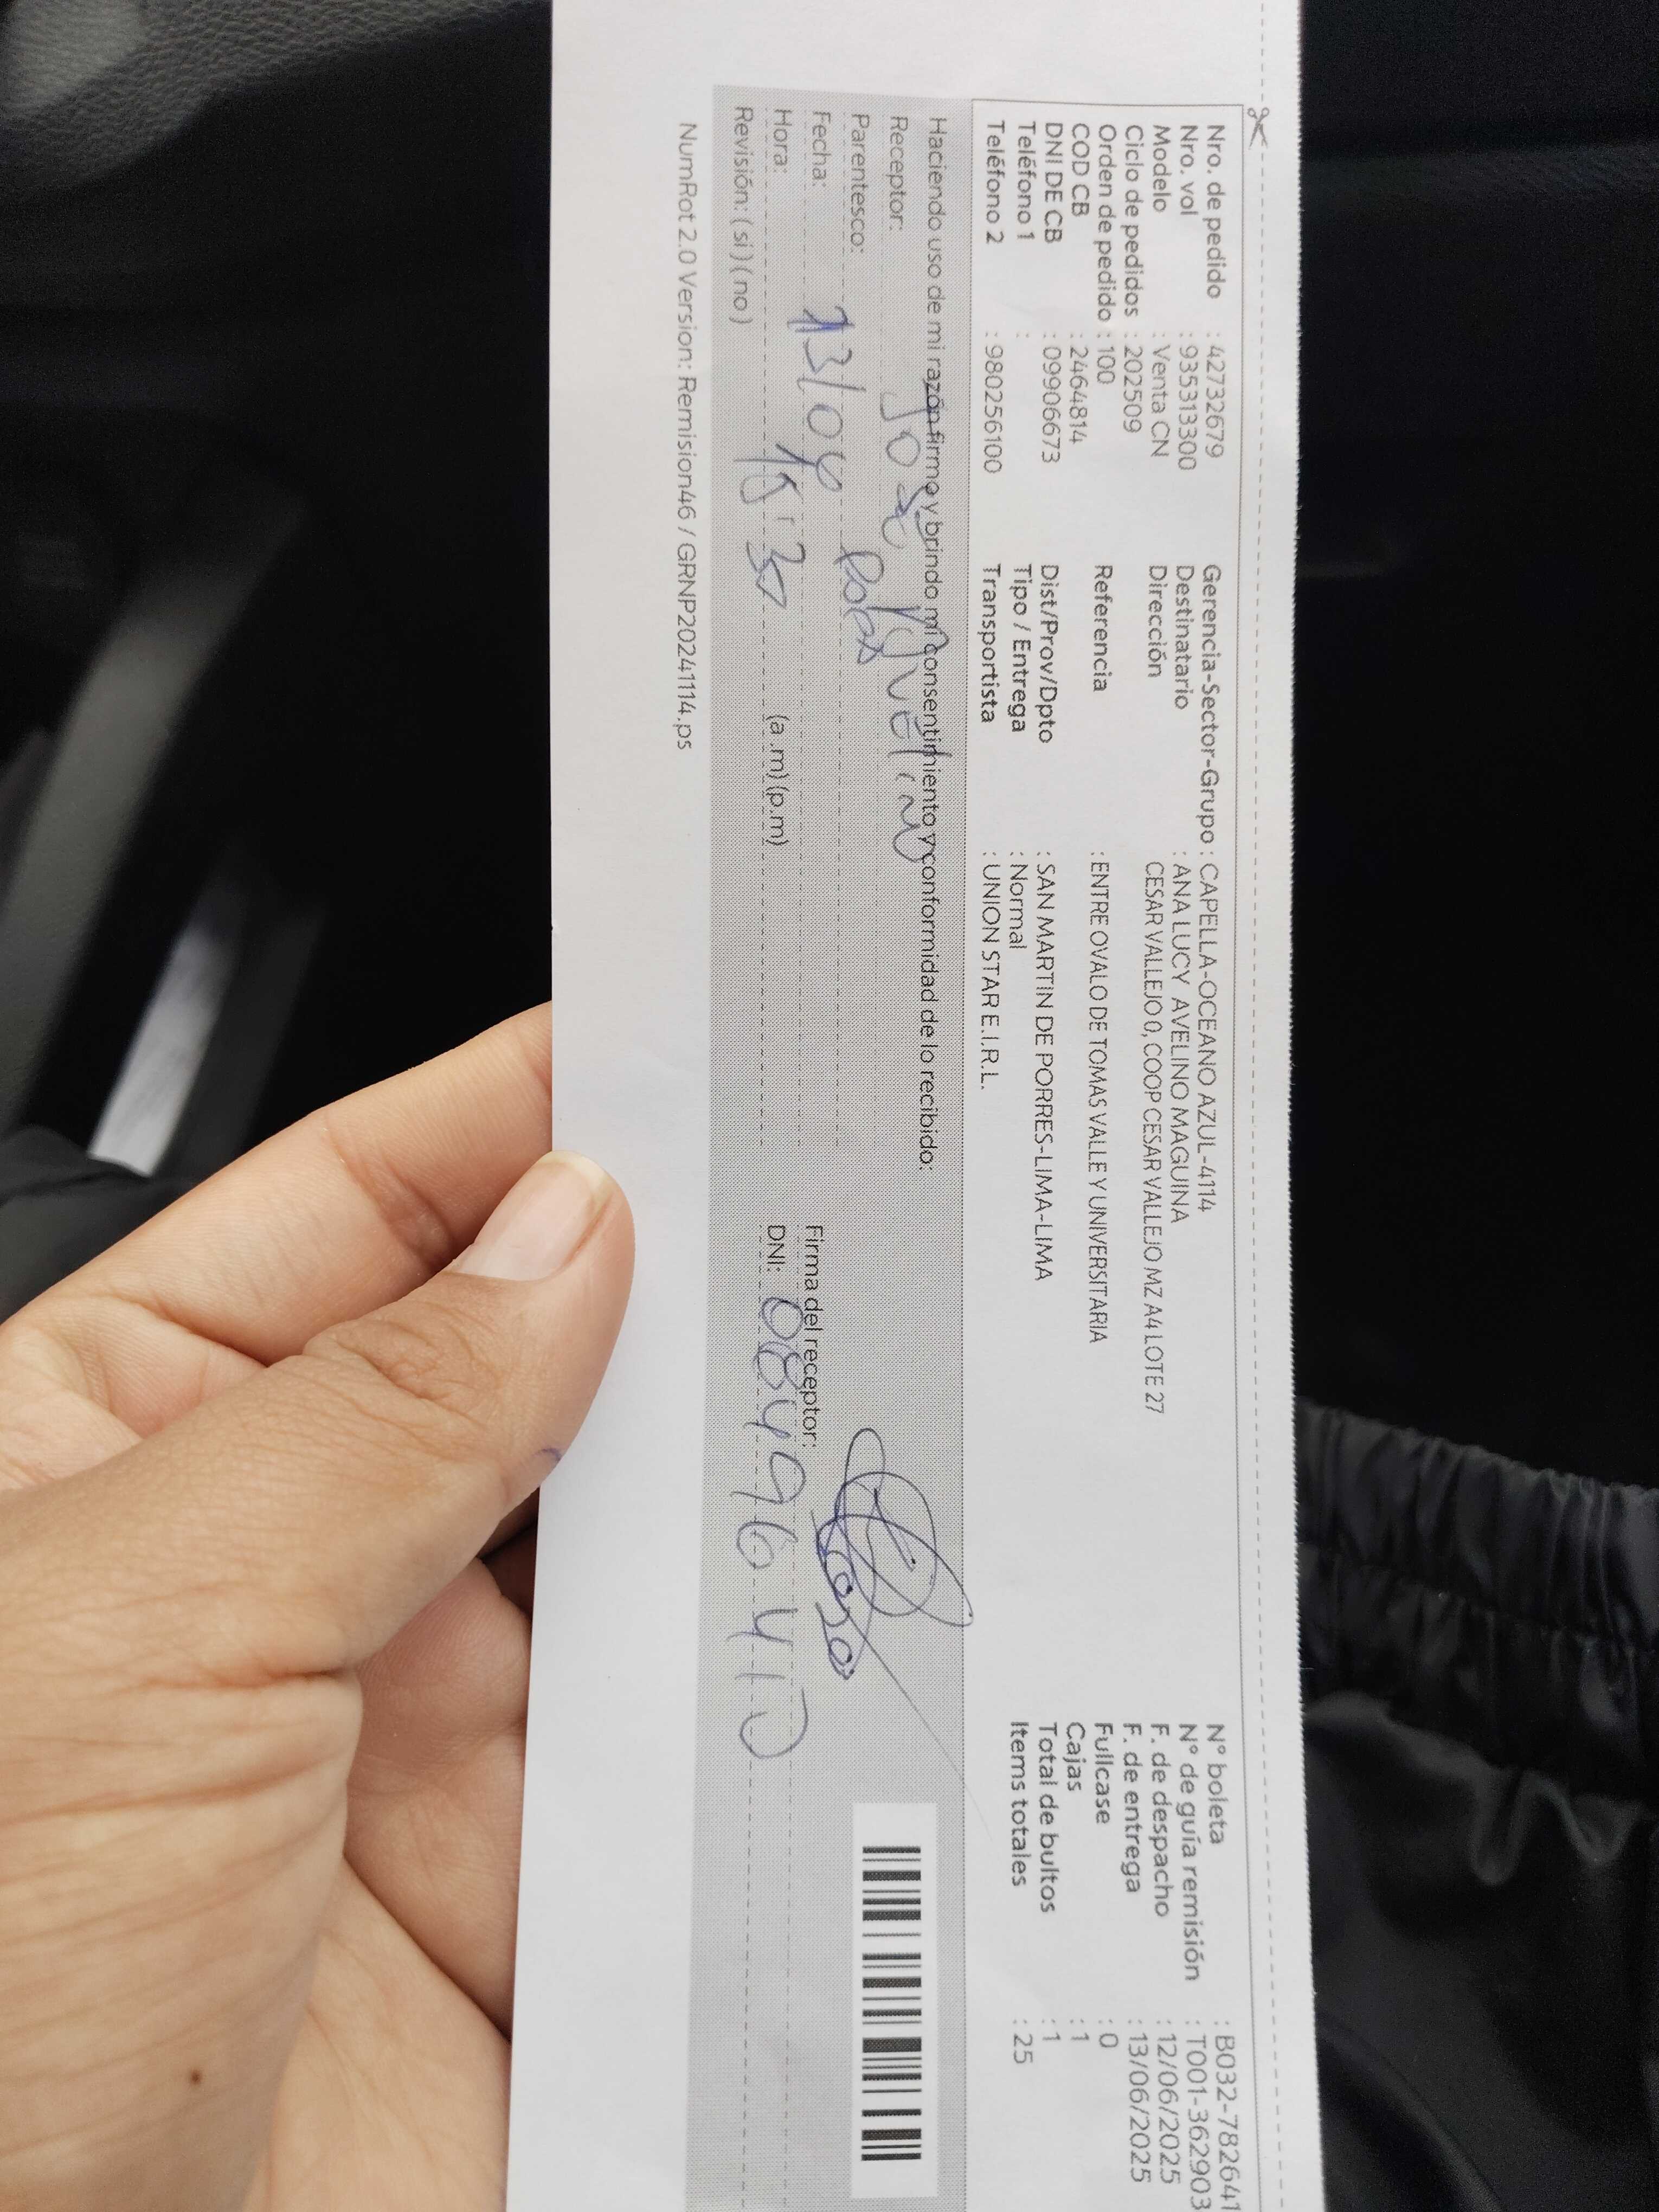 Nro. de pedido : 42732679
Nro. vol : 935313300
Modelo : Venta CN
Ciclo de pedidos : 202509
Orden de pedido : 100
COD CB : 2464814
DNI DE CB : 09906673
Teléfono 1 :
Teléfono 2 : 980256100
Gerencia-Sector-Grupo : CAPELLA-OCEANO AZUL-4114
Destinatario : ANA LUCY AVELINO MAGUINA
Dirección CESAR VALLEJO 0, COOP CESAR VALLEJO MZ A4 LOTE 27
Referencia : ENTRE OVALO DE TOMAS VALLE Y UNIVERSITARIA
Dist/Prov/Dpto : SAN MARTIN DE PORRES-LIMA-LIMA
Tipo / Entrega : Normal
Transportista : UNION STAR E.I.R.L.
N° boleta : B032-7822641
N° de guía remisión : T001-362903
F. de despacho : 12/06/2025
F. de entrega : 13/06/2025
Fullcase : 0
Cajas : 1
Total de bultos : 1
Items totales : 25
Haciendo uso de mi razón firmo y brindo mi consentimiento y conformidad de lo recibido:
Receptor: Jose Avelino
Parentesco:
Fecha: 13/
Hora: (a.m)(p.m)
Revisión: (si)(no)
Firma del receptor:
DNI:
NumRot 2.0 Version: Remision46 / GRNP20241114.ps